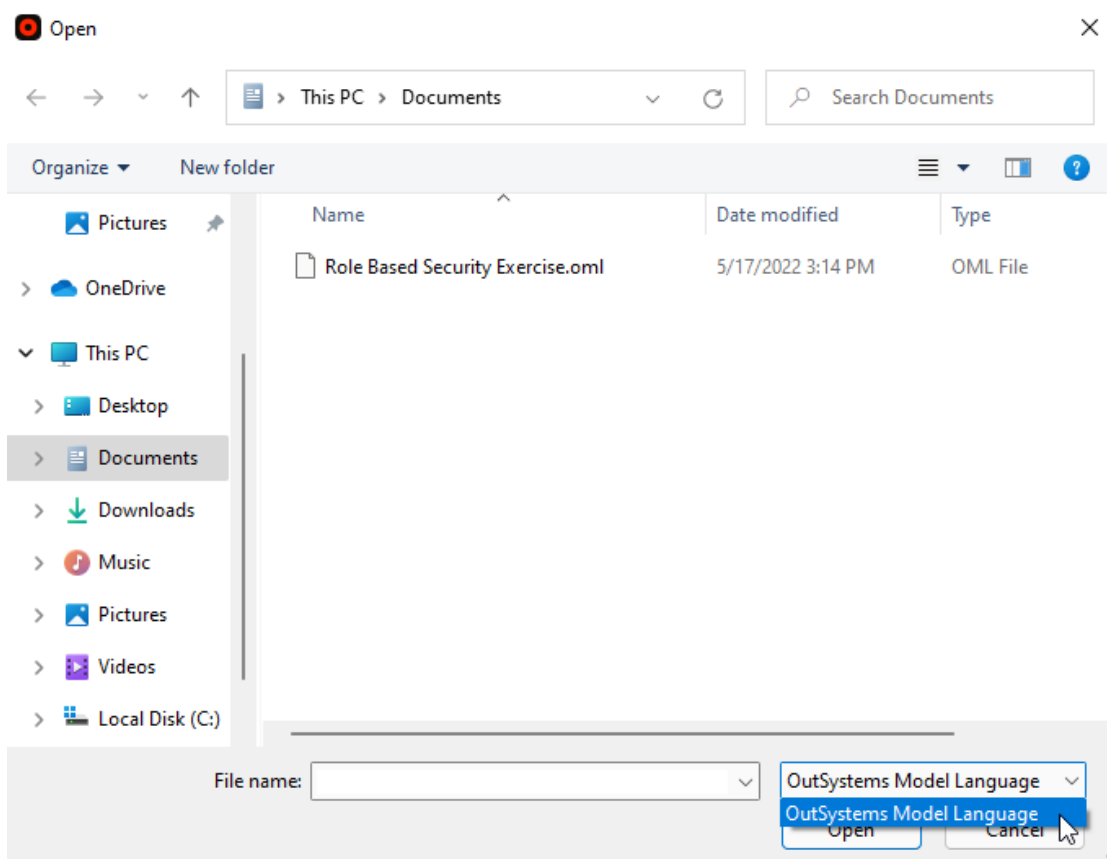 Open
This PC > Documents
Search Documents
Organize
New folder
?
Name
Date modified
Type
Pictures
Role Based Security Exercise.oml
5/17/2022 3:14 PM
OML File
OneDrive
This PC
Desktop
Documents
Downloads
Music
Pictures
Videos
Local Disk (C:)
File name:
OutSystems Model Language
OutSystems Model Language
Open
Cancel